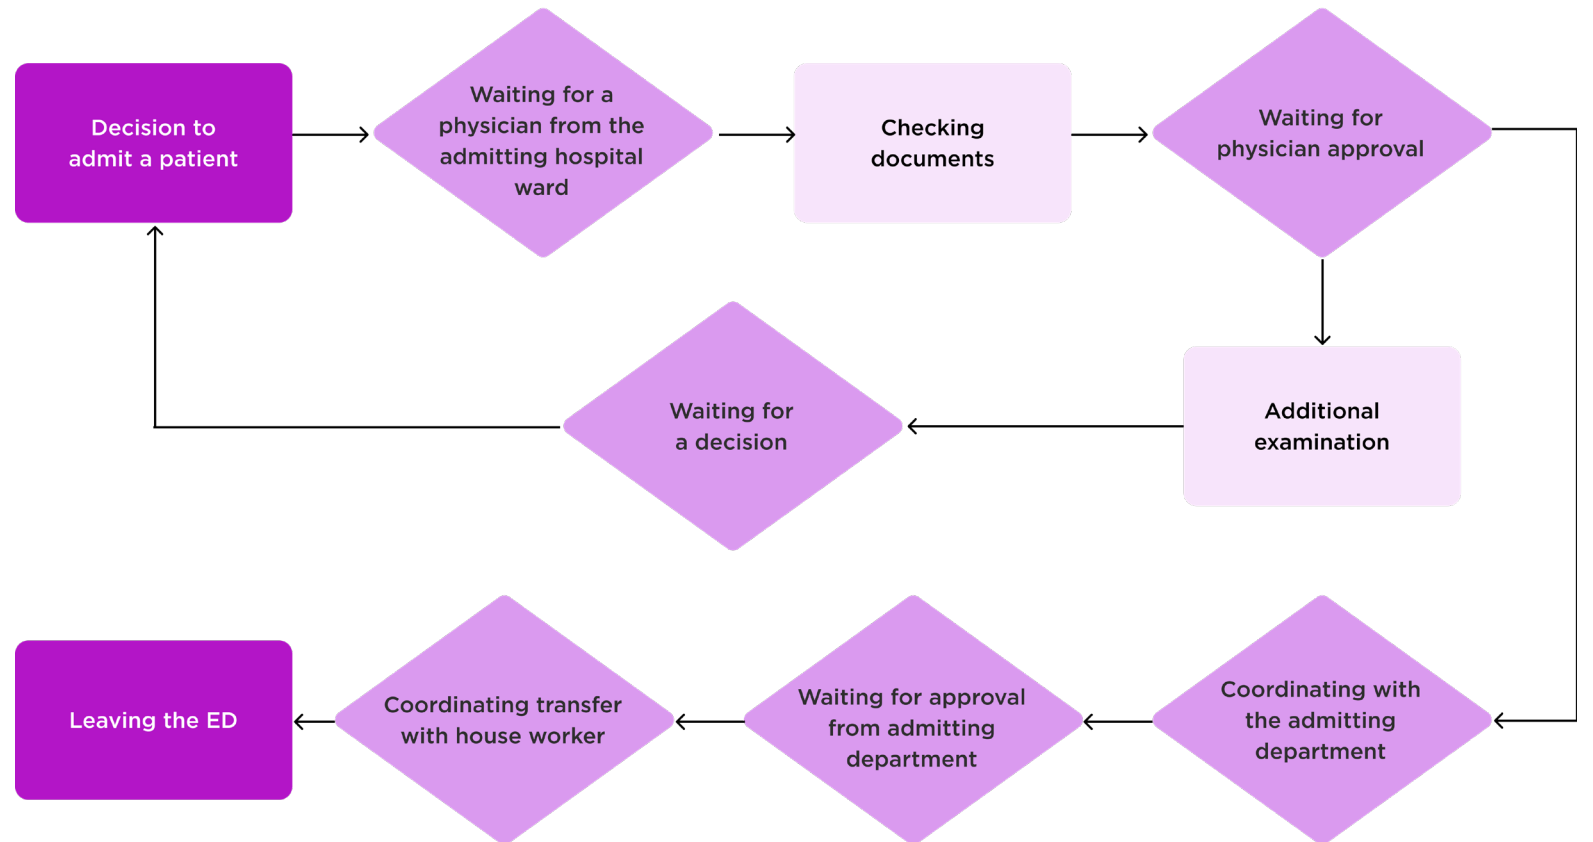 Decision to
admit a patient
Waiting for a
physician from the
admitting hospital
ward
Checking
documents
Waiting for
physician approval
Waiting for
a decision
Additional
examination
Leaving the ED
Coordinating transfer
with house worker
Waiting for approval
from admitting
department
Coordinating with
the admitting
department